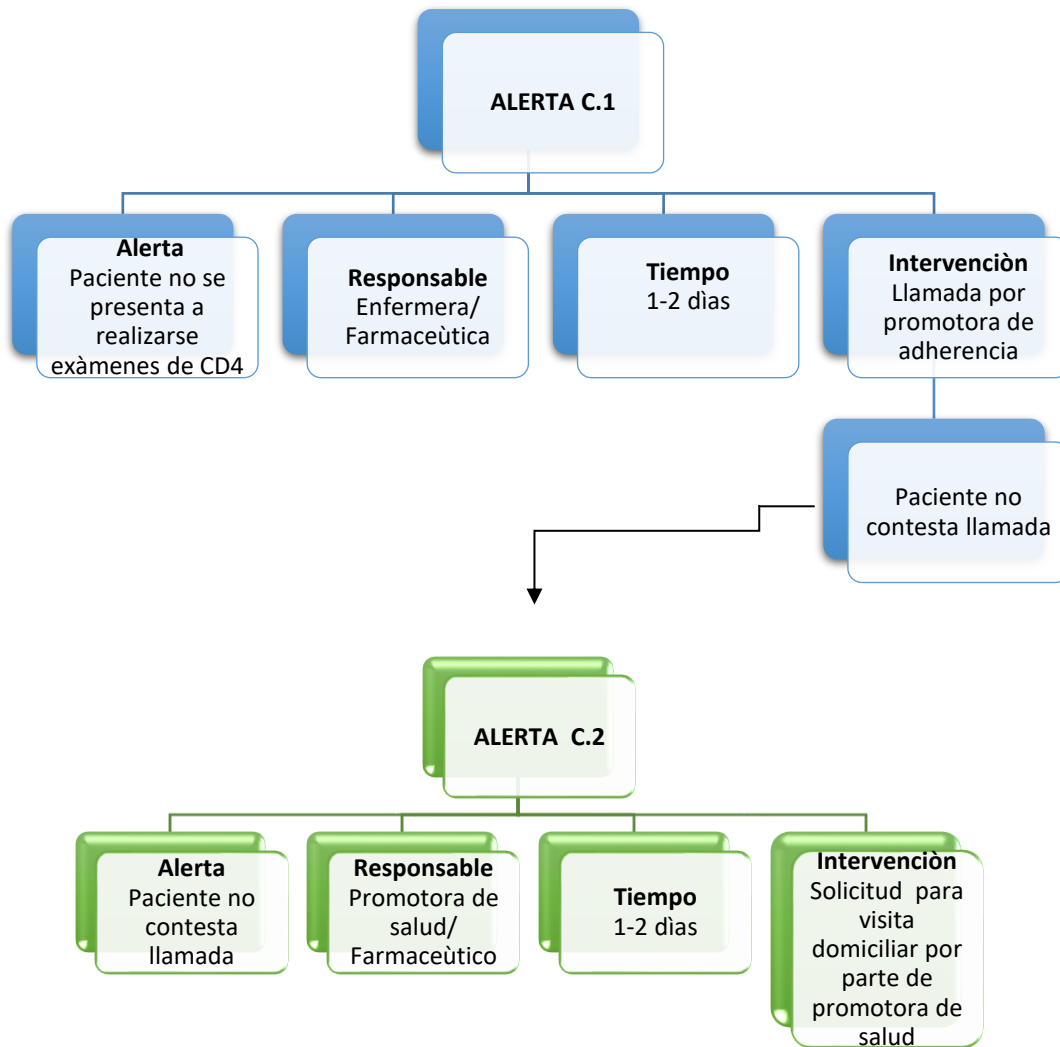 ALERTA C.1
Alerta
Paciente no se
presenta a
realizarse
exàmenes de CD4
Responsable
Enfermera/
Farmaceùtica
Tiempo
1-2 dìas
Intervenciòn
Llamada por
promotora de
adherencia
Paciente no
contesta llamada
ALERTA  C.2
Alerta
Paciente no
contesta
llamada
Responsable
Promotora de
salud/
Farmaceùtico
Tiempo
1-2 dìas
Intervenciòn
Solicitud  para
visita
domiciliar por
parte de
promotora de
salud